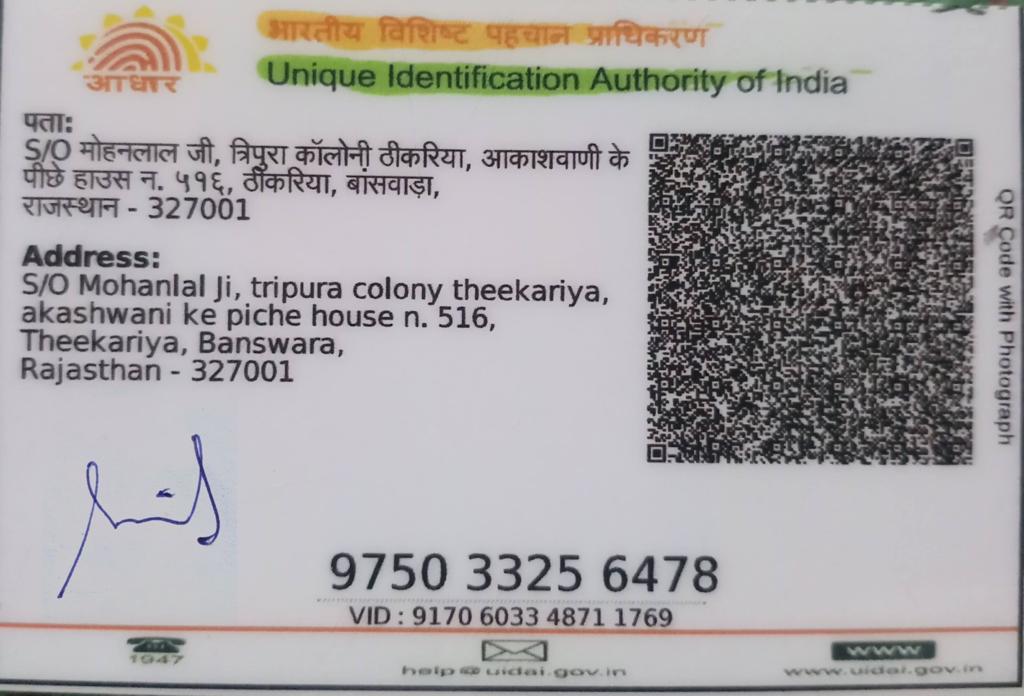 आधार
भारतीय विशिष्ट पहचान प्राधिकरण
Unique Identification Authority of India
पता:
S/O मोहनलाल जी, त्रिपुरा कॉलोनी ठीकरिया, आकाशवाणी के
पीछे हाउस न. ५१६, ठीकरिया, बांसवाड़ा,
राजस्थान - 327001
Address:
S/O Mohanlal Ji, tripura colony theekariya,
akashwani ke piche house n. 516,
Theekariya, Banswara,
Rajasthan - 327001
QR Code with Photograph
9750 3325 6478
VID : 9170 6033 4871 1769
1947
help@uidai.gov.in
www
www.uidai.gov.in